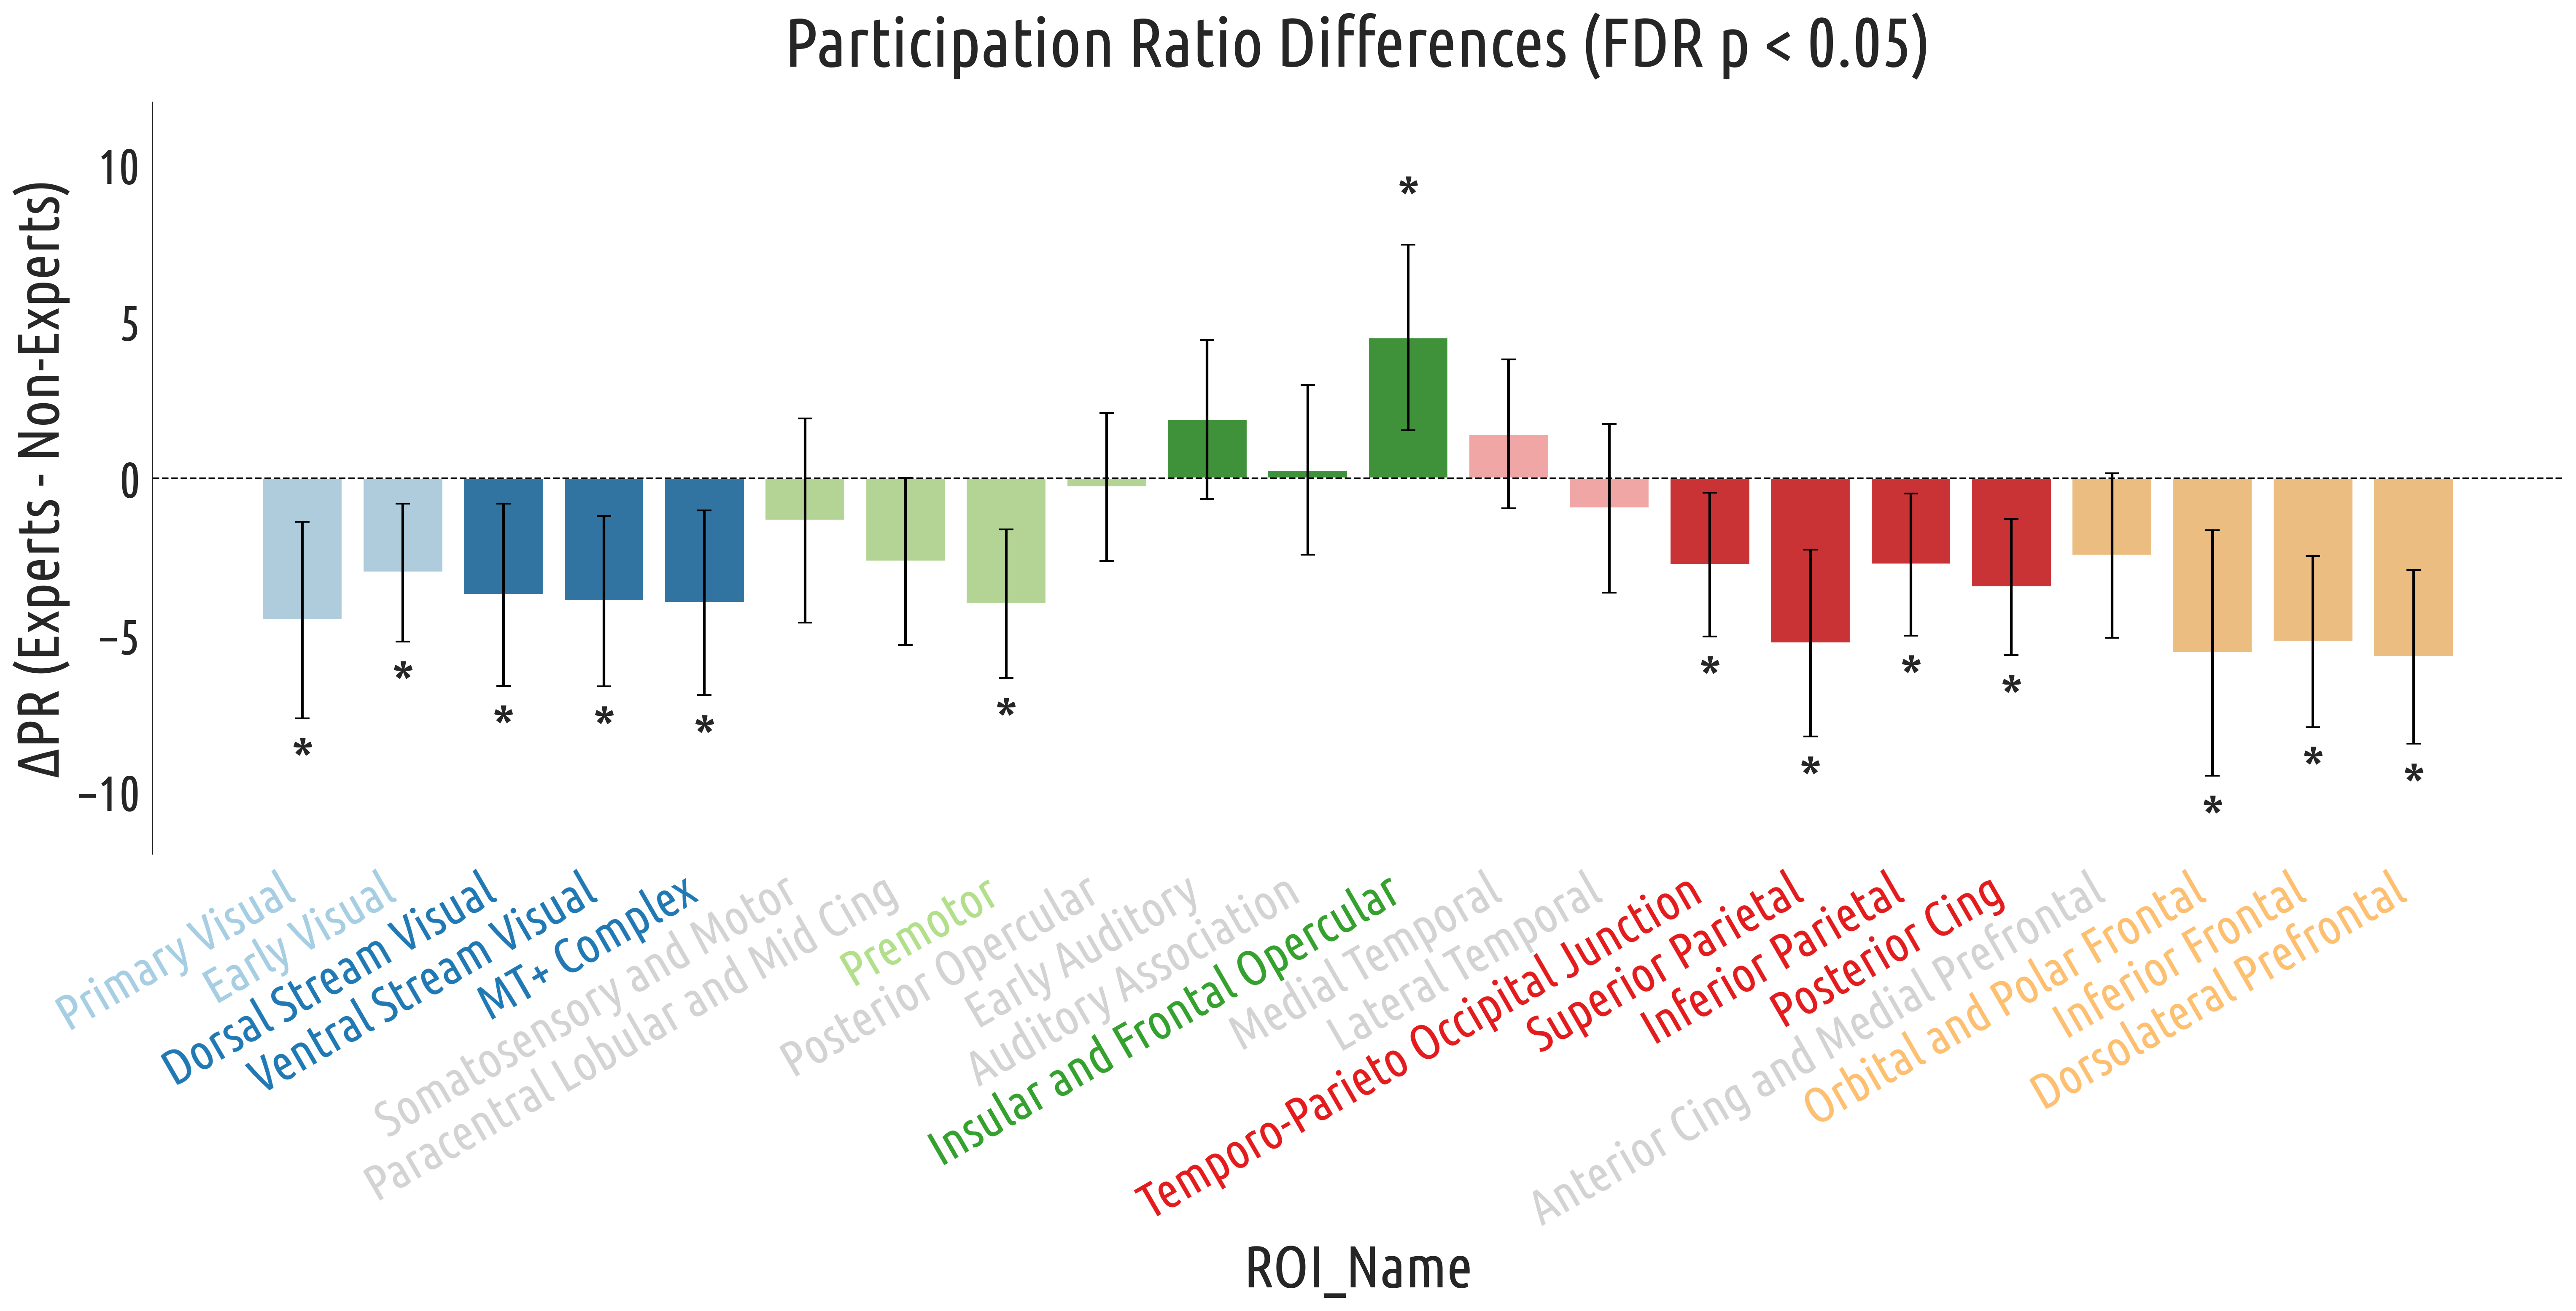 Participation Ratio Differences (FDR p < 0.05)
ΔPR (Experts - Non-Experts)
10
5
0
−5
−10
*
*
*
*
*
*
*
*
*
*
*
*
*
*
Primary Visual
Early Visual
Dorsal Stream Visual
Ventral Stream Visual
MT+ Complex
Somatosensory and Motor
Paracentral Lobular and Mid Cing
Premotor
Posterior Opercular
Early Auditory
Auditory Association
Insular and Frontal Opercular
Medial Temporal
Lateral Temporal
Temporo-Parieto Occipital Junction
Superior Parietal
Inferior Parietal
Posterior Cing
Anterior Cing and Medial Prefrontal
Orbital and Polar Frontal
Inferior Frontal
Dorsolateral Prefrontal
ROI_Name